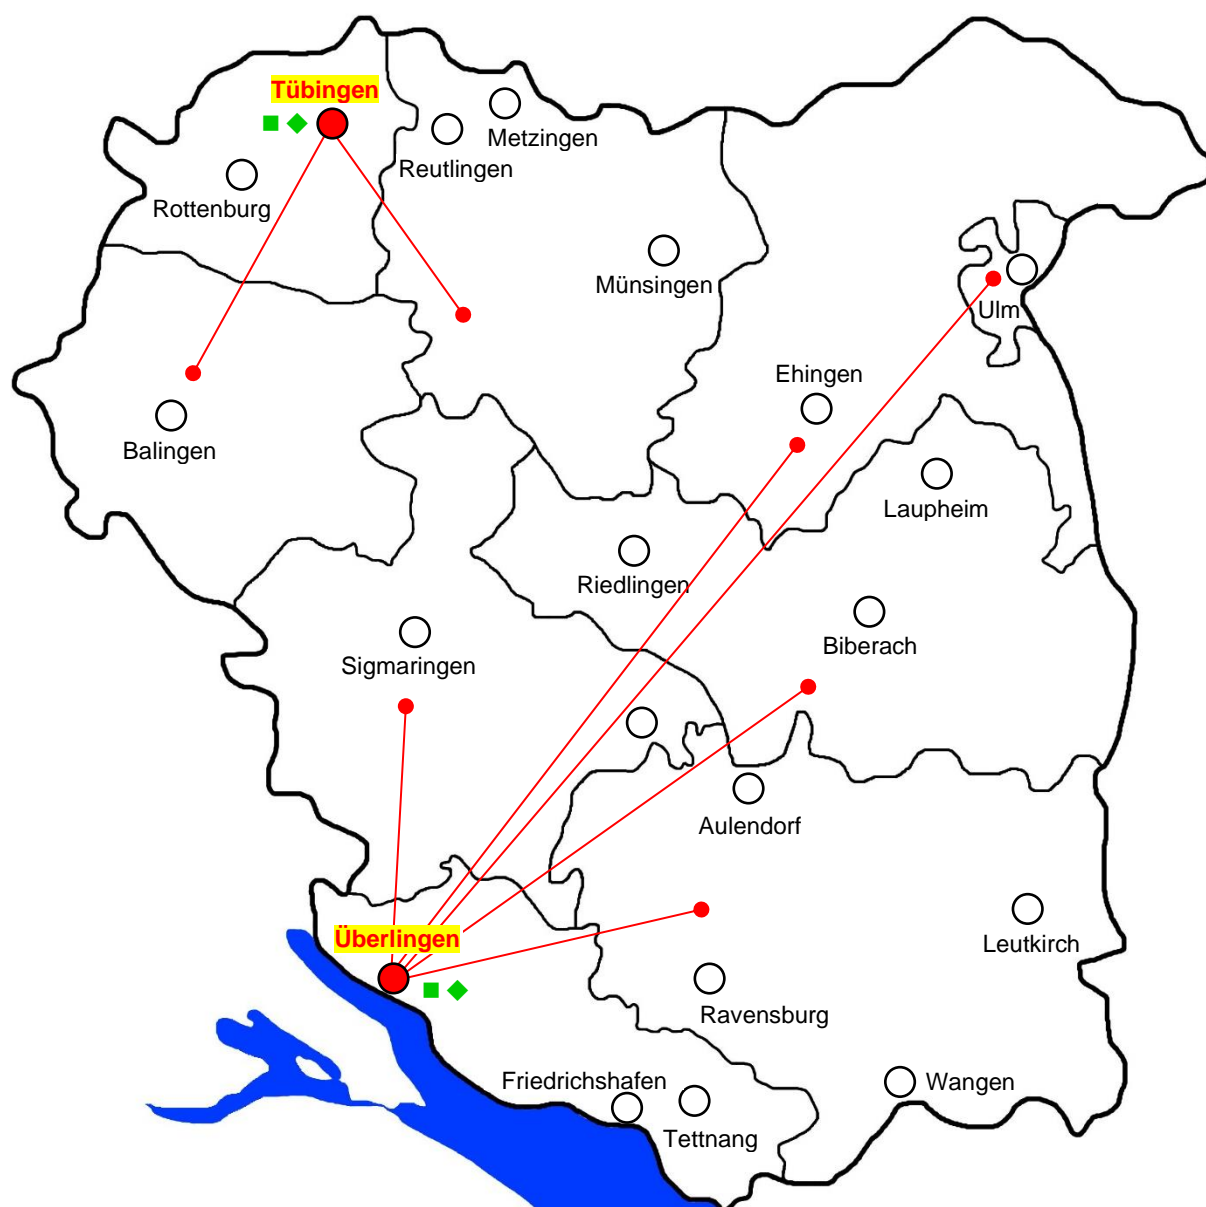 Tübingen
Metzingen
Reutlingen
Rottenburg
Münsingen
Ulm
Ehingen
Balingen
Laupheim
Riedlingen
Biberach
Sigmaringen
Aulendorf
Überlingen
Leutkirch
Ravensburg
Friedrichshafen
Wangen
Tettnang